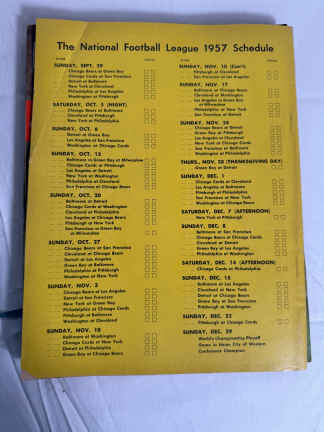 The National Football League 1957 Schedule
SUNDAY, SEPT. 29
Chicago Bears at Green Bay
Chicago Cards at San Francisco
Detroit at Baltimore
New York at Cleveland
Philadelphia at Los Angeles
Washington at Pittsburgh
SATURDAY, OCT. 5 (NIGHT)
Chicago Bears at Baltimore
Cleveland at Pittsburgh
New York at Philadelphia
SUNDAY, OCT. 6
Detroit at Green Bay
Los Angeles at San Francisco
Washington at Chicago Cards
SUNDAY, OCT. 13
Baltimore vs Green Bay at Milwaukee
Chicago Cards at Pittsburgh
Los Angeles at Detroit
New York at Washington
Philadelphia at Cleveland
San Francisco at Chicago Bears
SUNDAY, OCT. 20
Baltimore at Detroit
Chicago Cards at Washington
Cleveland at Philadelphia
Los Angeles at Chicago Bears
Pittsburgh at New York
San Francisco vs Green Bay
at Milwaukee
SUNDAY, OCT. 27
Chicago Bears at San Francisco
Cleveland at Chicago Cards
Detroit at Los Angeles
Green Bay at Baltimore
Philadelphia at Pittsburgh
Washington at New York
SUNDAY, NOV. 3
Chicago Bears at Los Angeles
Detroit at San Francisco
New York at Green Bay
Philadelphia at Chicago Cards
Pittsburgh at Baltimore
Washington at Cleveland
SUNDAY, NOV. 10
Baltimore at Washington
Chicago Cards at New York
Detroit at Philadelphia
Green Bay at Chicago Bears
SUNDAY, NOV. 10 (Con't)
Pittsburgh at Cleveland
San Francisco at Los Angeles
SUNDAY, NOV. 17
Baltimore at Chicago Bears
Cleveland at Washington
Los Angeles vs Green Bay
at Milwaukee
Philadelphia at New York
San Francisco at Detroit
SUNDAY, NOV. 24
Chicago Bears at Detroit
Green Bay at Pittsburgh
Los Angeles at Cleveland
New York at Chicago Cards
San Francisco at Baltimore
Washington at Philadelphia
THURS., NOV. 28 (THANKSGIVING DAY)
Green Bay at Detroit
SUNDAY, DEC. 1
Chicago Cards at Cleveland
Los Angeles at Baltimore
Pittsburgh at Philadelphia
San Francisco at New York
Washington at Chicago Bears
SATURDAY, DEC. 7 (AFTERNOON)
New York at Pittsburgh
SUNDAY, DEC. 8
Baltimore at San Francisco
Chicago Bears at Chicago Cards
Cleveland at Detroit
Green Bay at Los Angeles
Philadelphia at Washington
SATURDAY, DEC. 14 (AFTERNOON)
Chicago Cards at Philadelphia
SUNDAY, DEC. 15
Baltimore at Los Angeles
Cleveland at New York
Detroit at Chicago Bears
Green Bay at San Francisco
Pittsburgh at Washington
SUNDAY, DEC. 22
Pittsburgh at Chicago Cards
SUNDAY, DEC. 29
World's Championship Playoff
Game in Home City of Western
Conference Champion